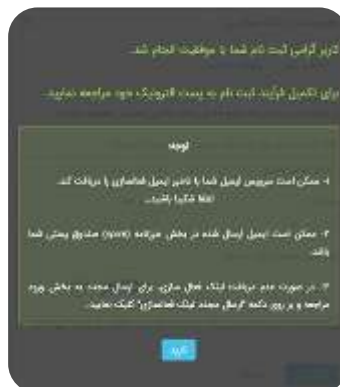 کاربر گرامی ثبت نام شما با موفقیت انجام شد.
برای تکمیل فرآیند ثبت نام به پست الکترونیک خود مراجعه نمایید.
توجه
۱- ممکن است سرویس ایمیل شما با تاخیر ایمیل فعالسازی را دریافت کند.
لطفا شکیبا باشید...
۲- ممکن است ایمیل ارسال شده در بخش هرزنامه (spam) صندوق پستی شما
باشد.
۳- در صورت عدم دریافت لینک فعال سازی، برای ارسال مجدد به بخش ورود
مراجعه و بر روی دکمه "ارسال مجدد لینک فعالسازی" کلیک نمایید.
تایید